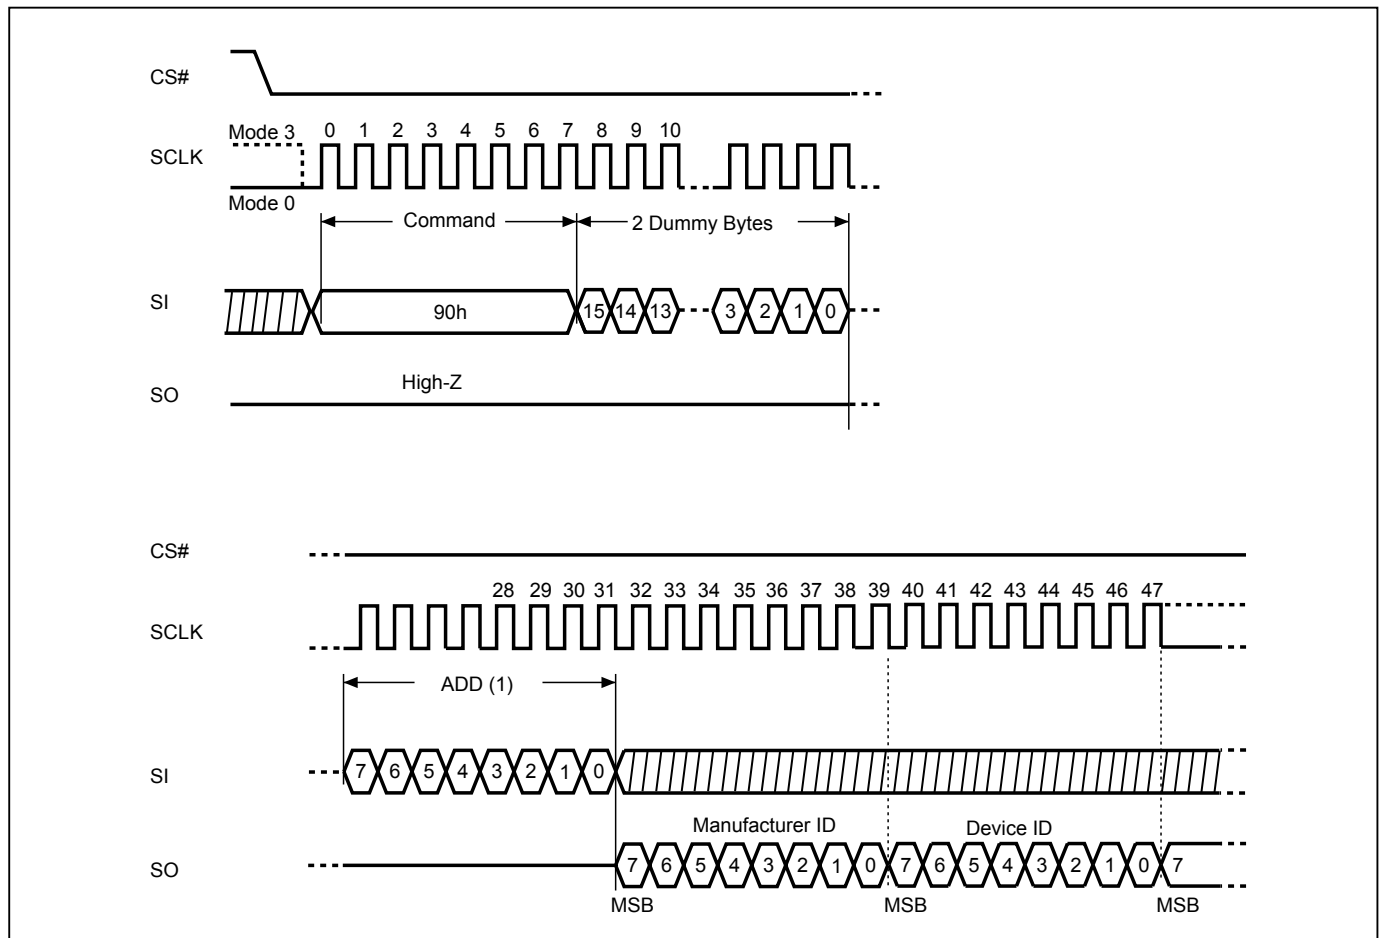 CS#
Mode 3 0 1 2 3 4 5 6 7 8 9 10
SCLK
Mode 0
Command 2 Dummy Bytes
SI 90h 15 14 13 3 2 1 0
High-Z
SO
CS#
28 29 30 31 32 33 34 35 36 37 38 39 40 41 42 43 44 45 46 47
SCLK
ADD (1)
SI 7 6 5 4 3 2 1 0
Manufacturer ID Device ID
SO 7 6 5 4 3 2 1 0 7 6 5 4 3 2 1 0 7
MSB MSB MSB